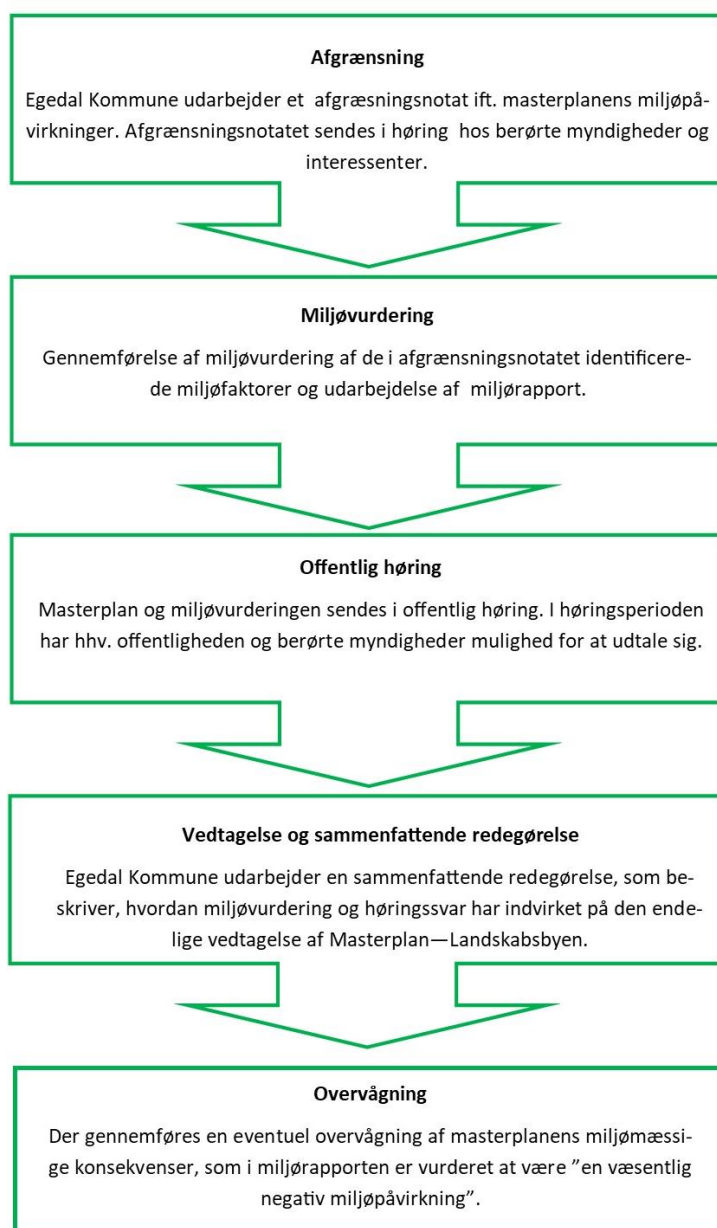 Afgrænsning
Egedal Kommune udarbejder et afgræsningsnotat ift. masterplanens miljøpå-
virkninger. Afgrænsningsnotatet sendes i høring hos berørte myndigheder og
interessenter.
Miljøvurdering
Gennemførelse af miljøvurdering af de i afgrænsningsnotatet identificere-
de miljøfaktorer og udarbejdelse af miljørapport.
Offentlig høring
Masterplan og miljøvurderingen sendes i offentlig høring. I høringsperioden
har hhv. offentligheden og berørte myndigheder mulighed for at udtale sig.
Vedtagelse og sammenfattende redegørelse
Egedal Kommune udarbejder en sammenfattende redegørelse, som be-
skriver, hvordan miljøvurdering og høringssvar har indvirket på den ende-
lige vedtagelse af Masterplan—Landskabsbyen.
Overvågning
Der gennemføres en eventuel overvågning af masterplanens miljømæssi-
ge konsekvenser, som i miljørapporten er vurderet at være ”en væsentlig
negativ miljøpåvirkning”.